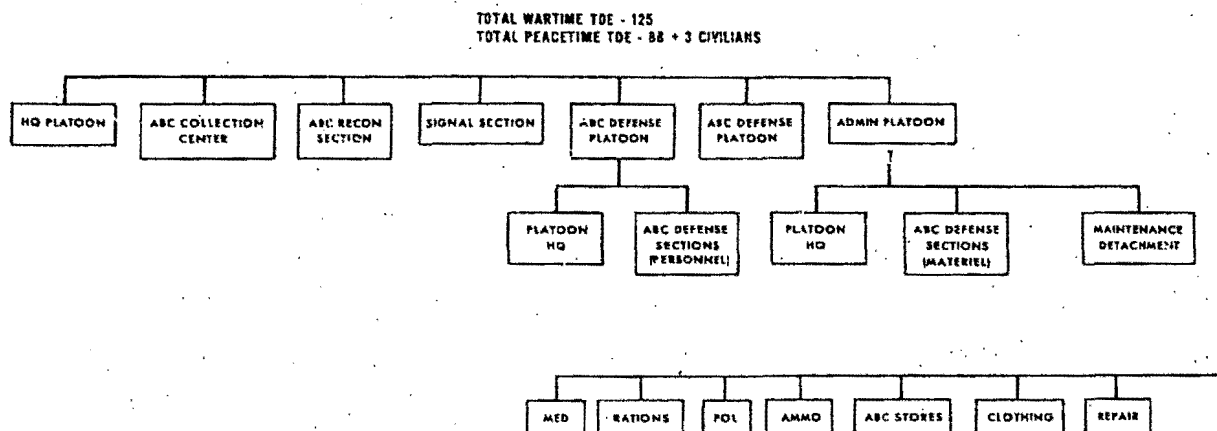 TOTAL WARTIME TOE - 125
TOTAL PEACETIME TOE - 88 + 3 CIVILIANS
HQ PLATOON
ABC COLLECTION
CENTER
ABC RECON
SECTION
SIGNAL SECTION
ABC DEFENSE
PLATOON
ABC DEFENSE
PLATOON
ADMIN PLATOON
PLATOON
HQ
ABC DEFENSE
SECTIONS
(PERSONNEL)
PLATOON
HQ
ABC DEFENSE
SECTIONS
(MATERIEL)
MAINTENANCE
DETACHMENT
MED
RATIONS
POL
AMMO
ABC STORES
CLOTHING
REPAIR